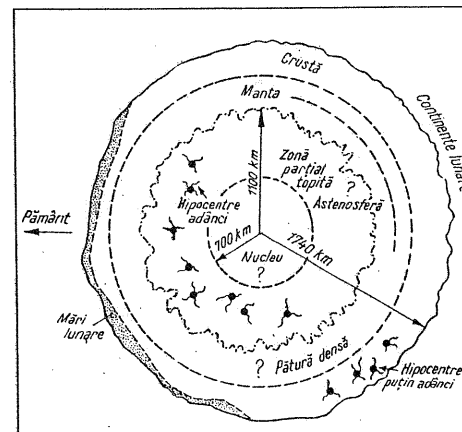 Crustă
Manta
Continente lunare
Zonă
parțial
topită
?
Astenosferă
1100 km
Hipocentre
adânci
Pămînt
700 km
1740 km
Nucleu
?
Mări
lunare
? Pătură densă
Hipocentre
puțin adânci